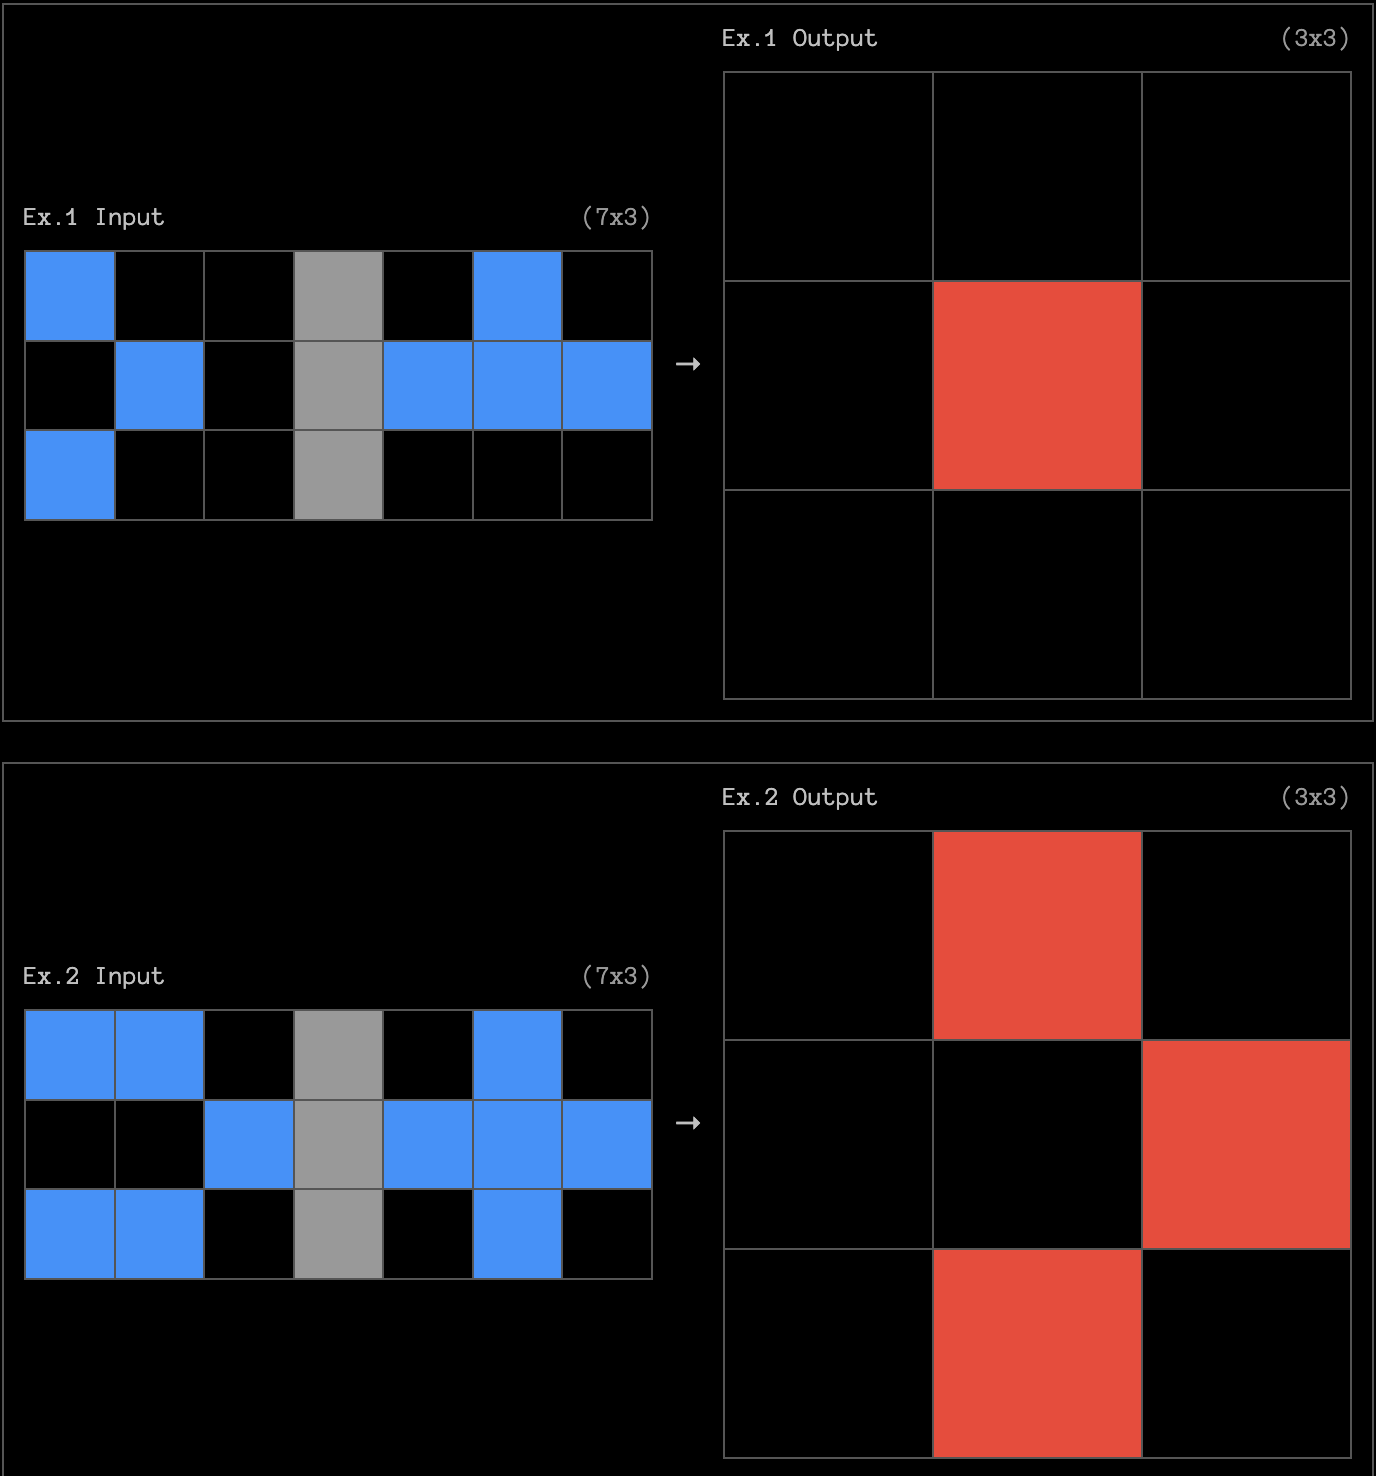 Ex.1 Output (3x3)
Ex.1 Input (7x3)
→
Ex.2 Output (3x3)
Ex.2 Input (7x3)
→